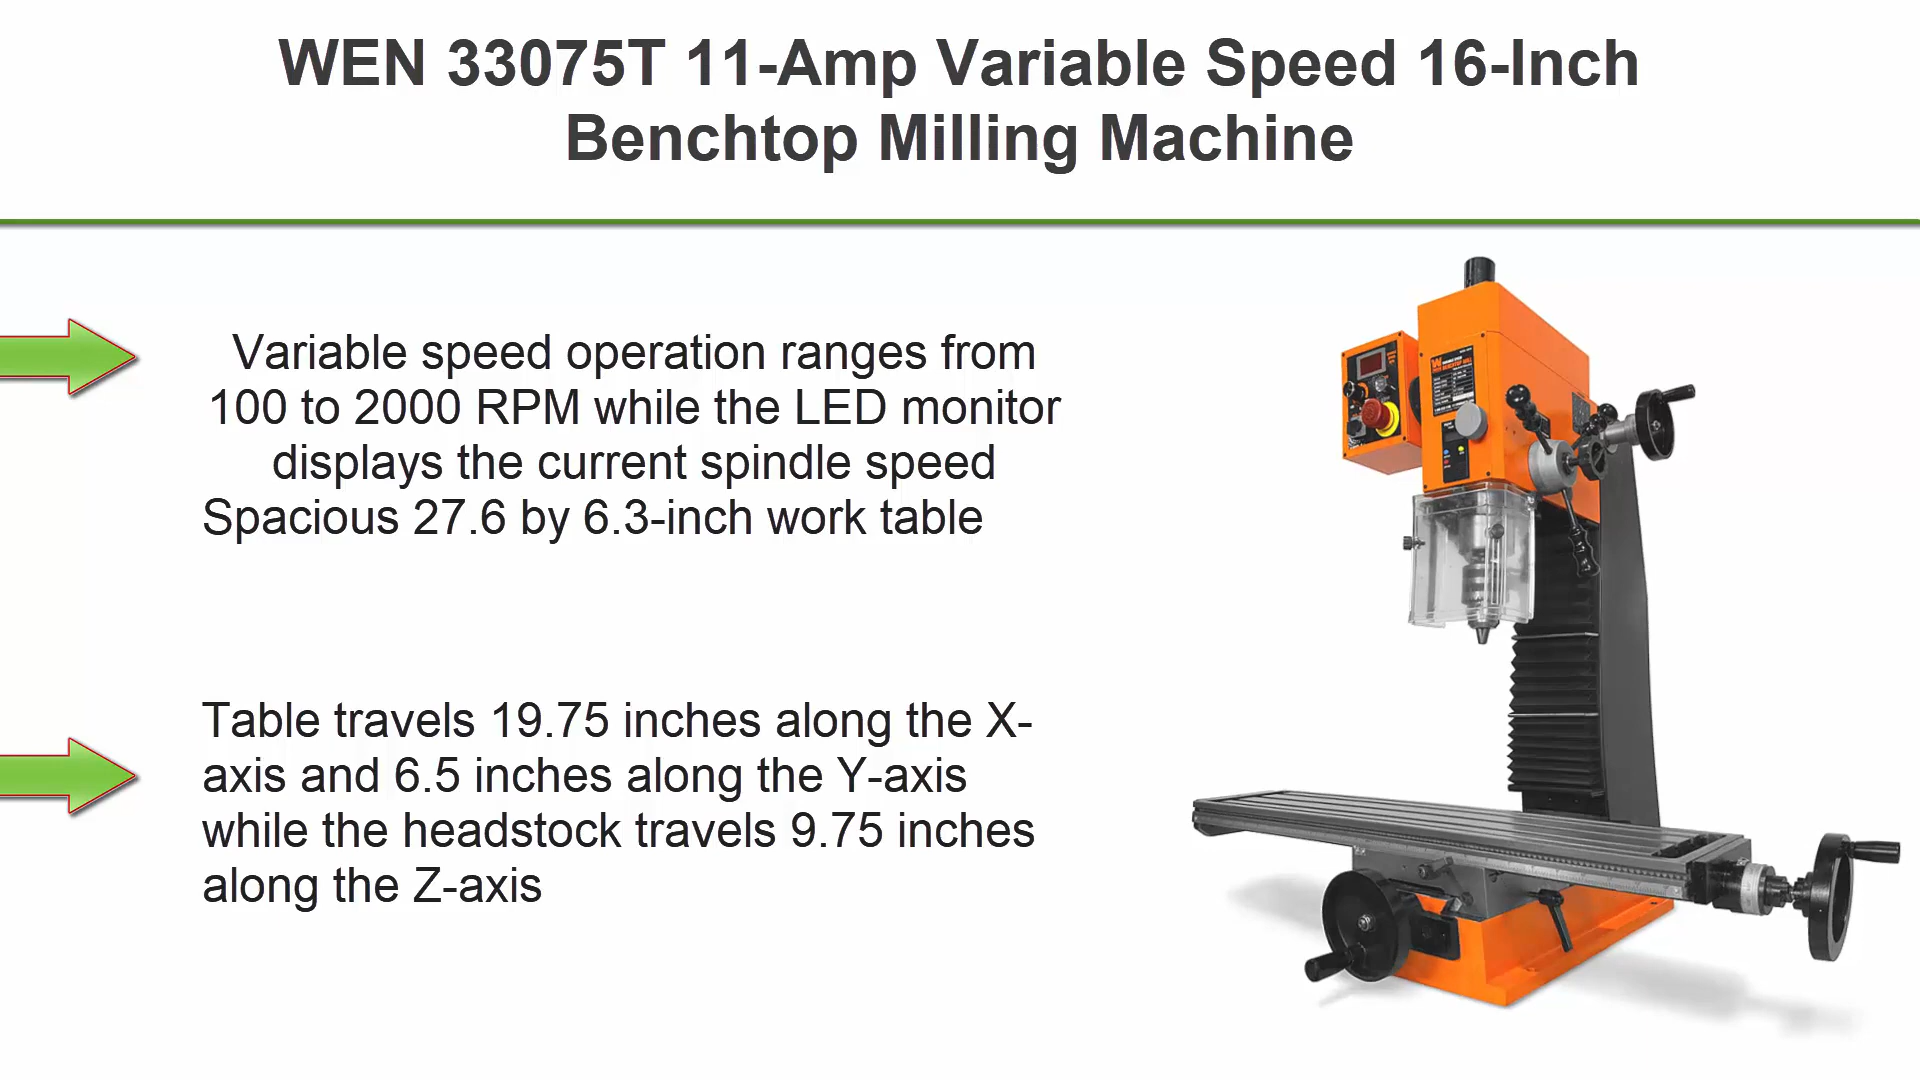 WEN 33075T 11-Amp Variable Speed 16-Inch
Benchtop Milling Machine
Variable speed operation ranges from
100 to 2000 RPM while the LED monitor
displays the current spindle speed
Spacious 27.6 by 6.3-inch work table
Table travels 19.75 inches along the X-
axis and 6.5 inches along the Y-axis
while the headstock travels 9.75 inches
along the Z-axis